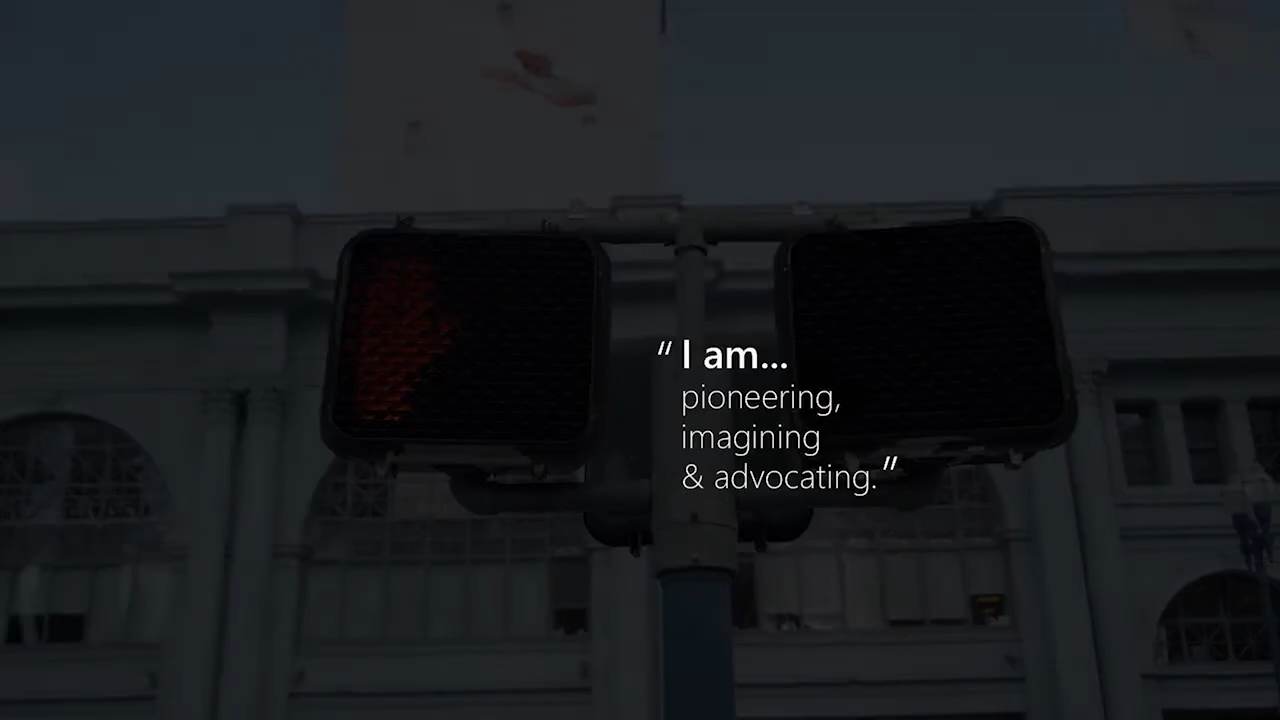 " I am...
pioneering,
imagining
& advocating."